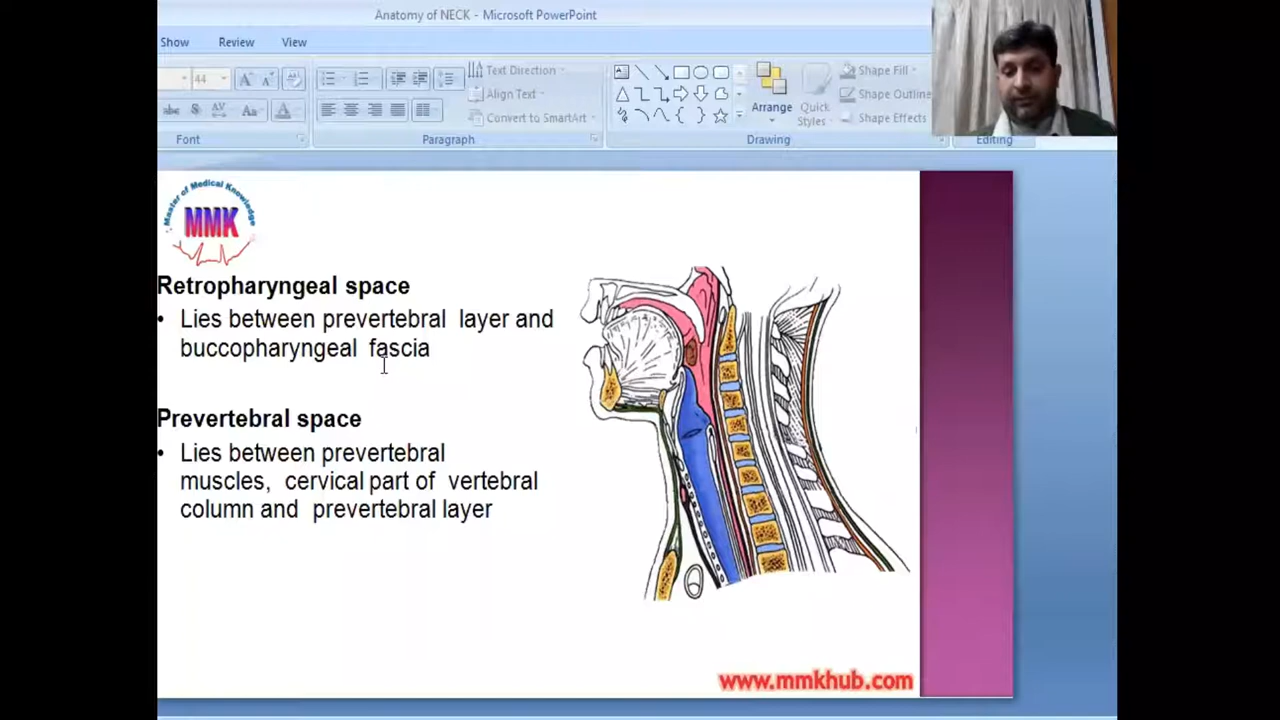 Anatomy of NECK - Microsoft PowerPoint
Show Review View
44 Text Direction Shape Fill
Align Text Shape Outline
abc S AV Aa A Convert to SmartArt Arrange Quick Styles Shape Effects
Font Paragraph Drawing Editing
Master of Medical Knowledge
MMK
Retropharyngeal space
• Lies between prevertebral layer and
buccopharyngeal fascia
Prevertebral space
• Lies between prevertebral
muscles, cervical part of vertebral
column and prevertebral layer
www.mmkhub.com